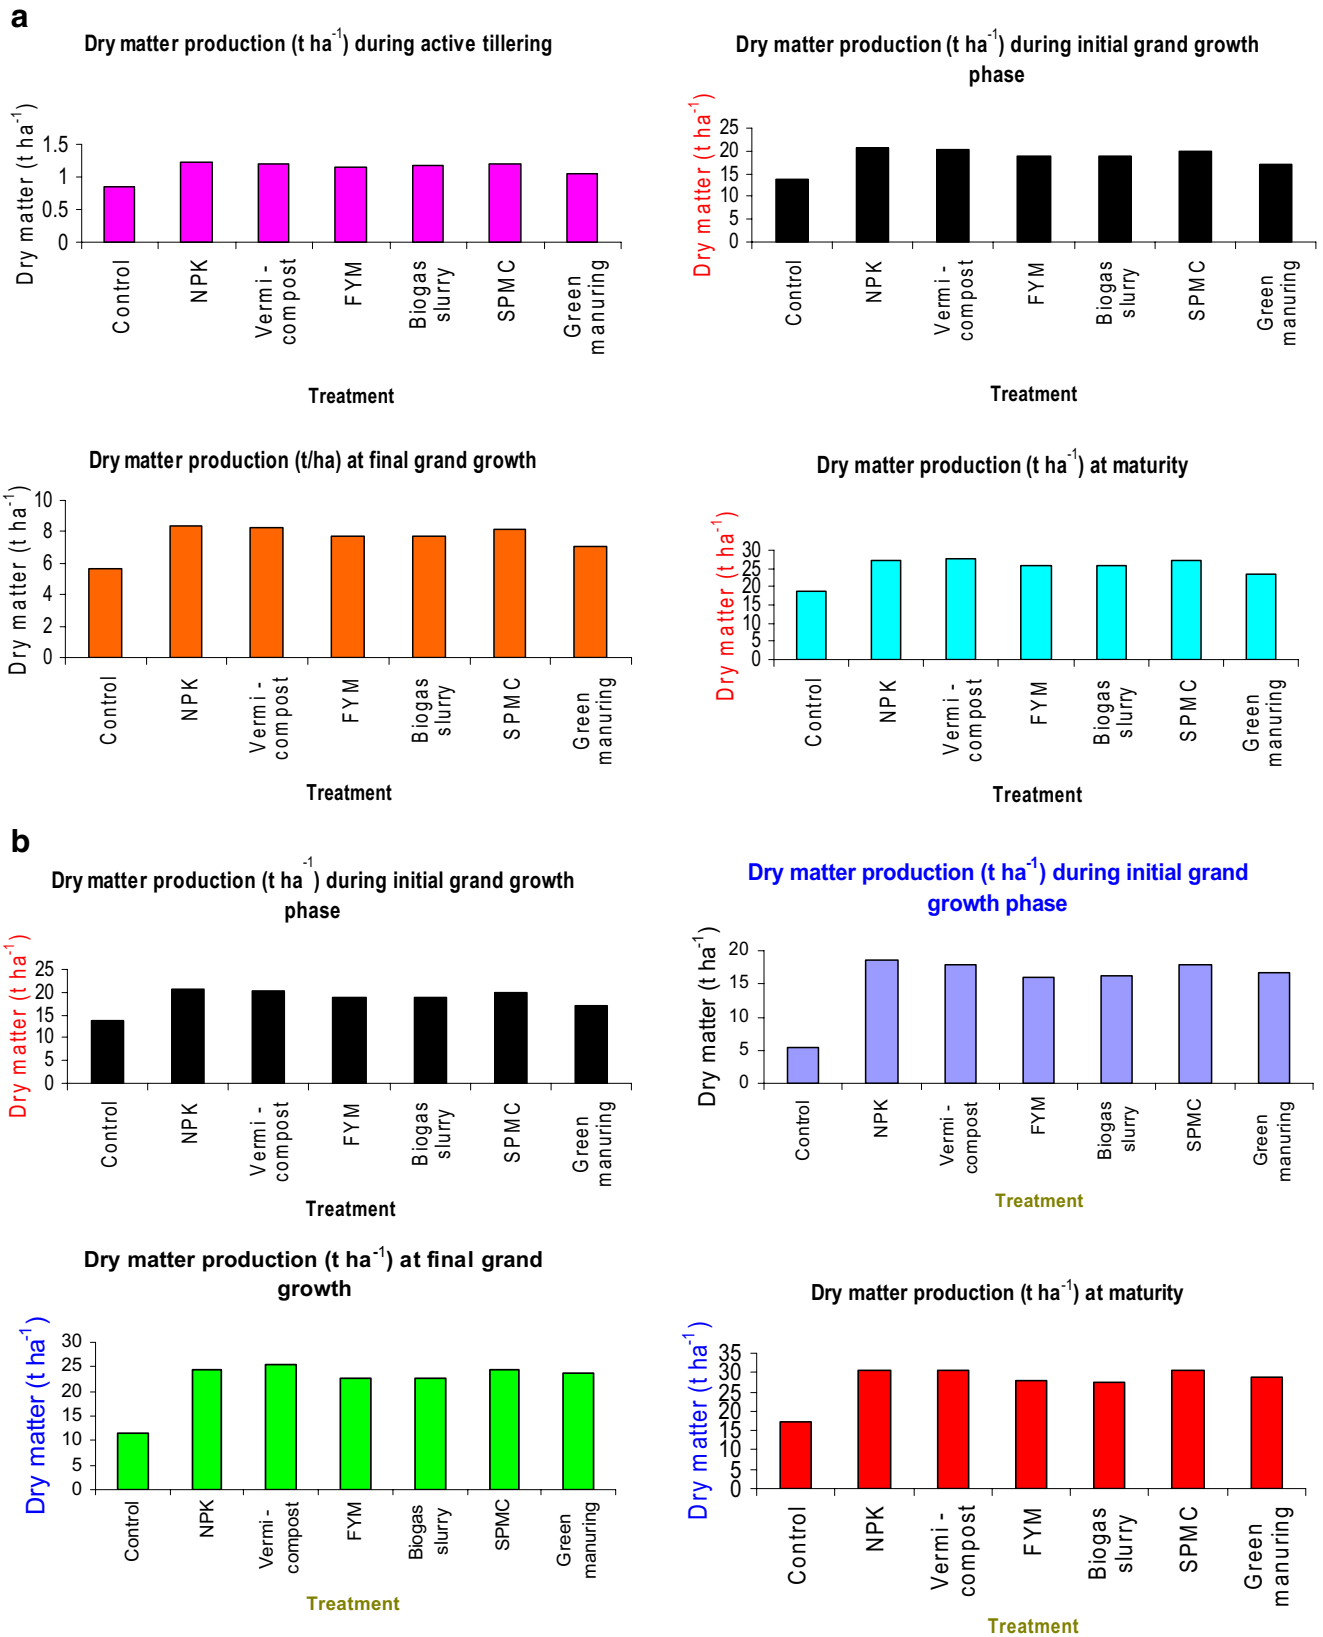 a
Dry matter production (t ha-1) during active tillering
Dry matter (t ha-1)
1.5
1
0.5
0
Control
NPK
Vermi -
compost
FYM
Biogas
slurry
SPMC
Green
manuring
Treatment
Dry matter production (t ha-1) during initial grand growth
phase
Dry matter (t ha-1)
25
20
15
10
5
0
Control
NPK
Vermi -
compost
FYM
Biogas
slurry
SPMC
Green
manuring
Treatment
Dry matter production (t/ha) at final grand growth
Dry matter (t ha-1)
10
8
6
4
2
0
Control
NPK
Vermi -
compost
FYM
Biogas
slurry
SPMC
Green
manuring
Treatment
Dry matter production (t ha-1) at maturity
Dry matter (t ha-1)
30
25
20
15
10
5
0
Control
NPK
Vermi -
compost
FYM
Biogas
slurry
SPMC
Green
manuring
Treatment
b
Dry matter production (t ha-1) during initial grand growth
phase
Dry matter (t ha-1)
25
20
15
10
5
0
Control
NPK
Vermi -
compost
FYM
Biogas
slurry
SPMC
Green
manuring
Treatment
Dry matter production (t ha-1) during initial grand
growth phase
Dry matter (t ha-1)
20
15
10
5
0
Control
NPK
Vermi -
compost
FYM
Biogas
slurry
SPMC
Green
manuring
Treatment
Dry matter production (t ha-1) at final grand
growth
Dry matter (t ha-1)
30
25
20
15
10
5
0
Control
NPK
Vermi -
compost
FYM
Biogas
slurry
SPMC
Green
manuring
Treatment
Dry matter production (t ha-1) at maturity
Dry matter (t ha-1)
35
30
25
20
15
10
5
0
Control
NPK
Vermi -
compost
FYM
Biogas
slurry
SPMC
Green
manuring
Treatment